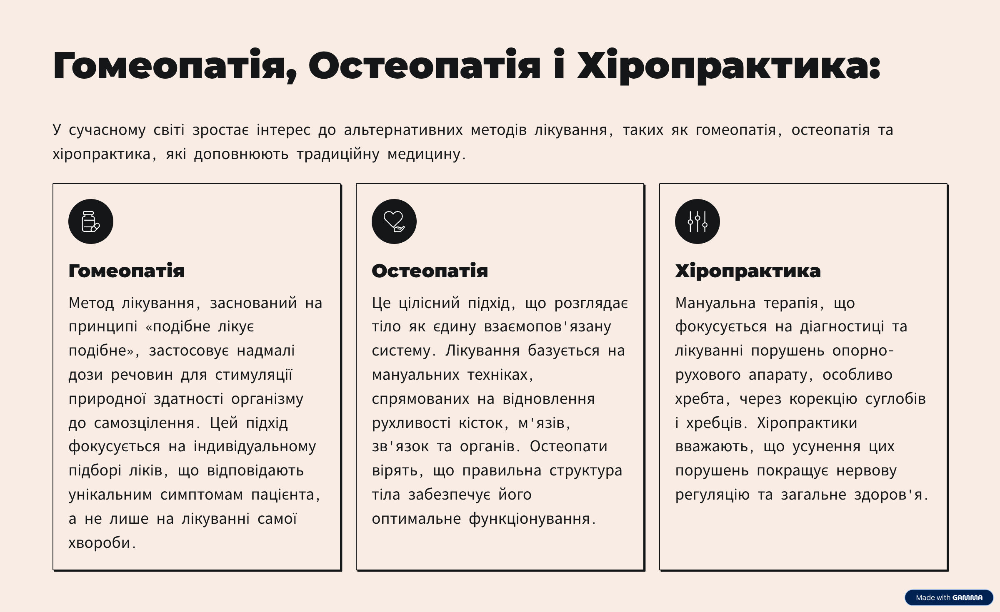 Гомеопатія, Остеопатія і Хіропрактика:
У сучасному світі зростає інтерес до альтернативних методів лікування, таких як гомеопатія, остеопатія та
хіропрактика, які доповнюють традиційну медицину.
Гомеопатія
Метод лікування, заснований на
принципі «подібне лікує
подібне», застосовує надмалі
дози речовин для стимуляції
природної здатності організму
до самозцілення. Цей підхід
фокусується на індивідуальному
підборі ліків, що відповідають
унікальним симптомам пацієнта,
а не лише на лікуванні самої
хвороби.
Остеопатія
Це цілісний підхід, що розглядає
тіло як єдину взаємопов'язану
систему. Лікування базується на
мануальних техніках,
спрямованих на відновлення
рухливості кісток, м'язів,
зв'язок та органів. Остеопати
вірять, що правильна структура
тіла забезпечує його
оптимальне функціонування.
Хіропрактика
Мануальна терапія, що
фокусується на діагностиці та
лікуванні порушень опорно-
рухового апарату, особливо
хребта, через корекцію суглобів
і хребців. Хіропрактики
вважають, що усунення цих
порушень покращує нервову
регуляцію та загальне здоров'я.
Made with GAMMA